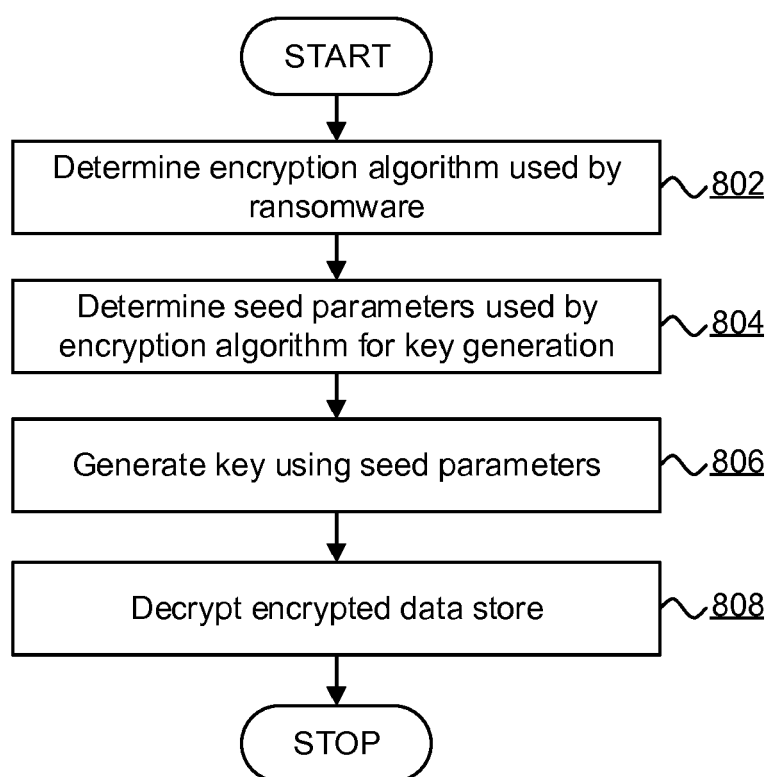 START
Determine encryption algorithm used by
ransomware
802
Determine seed parameters used by
encryption algorithm for key generation
804
Generate key using seed parameters
806
Decrypt encrypted data store
808
STOP